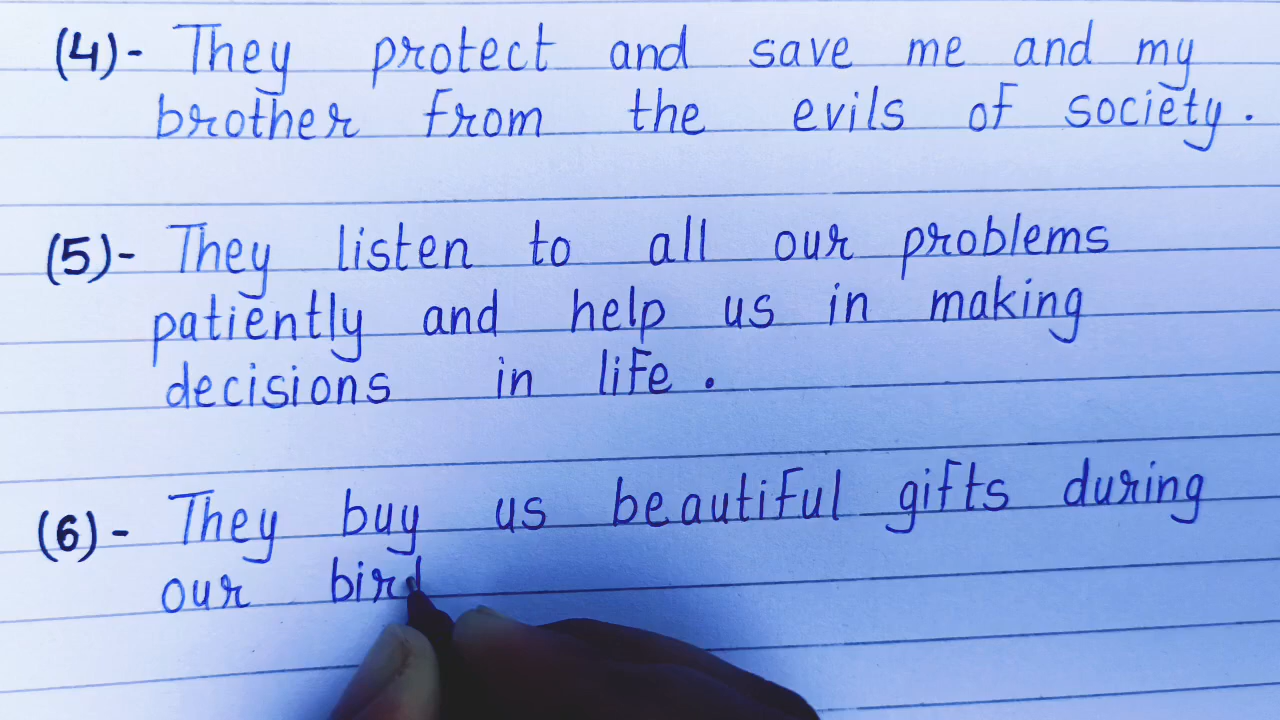 (4)- They protect and save me and my
brother from the evils of society.
(5)- They listen to all our problems
patiently and help us in making
decisions in life.
(6)- They buy us beautiful gifts during
our